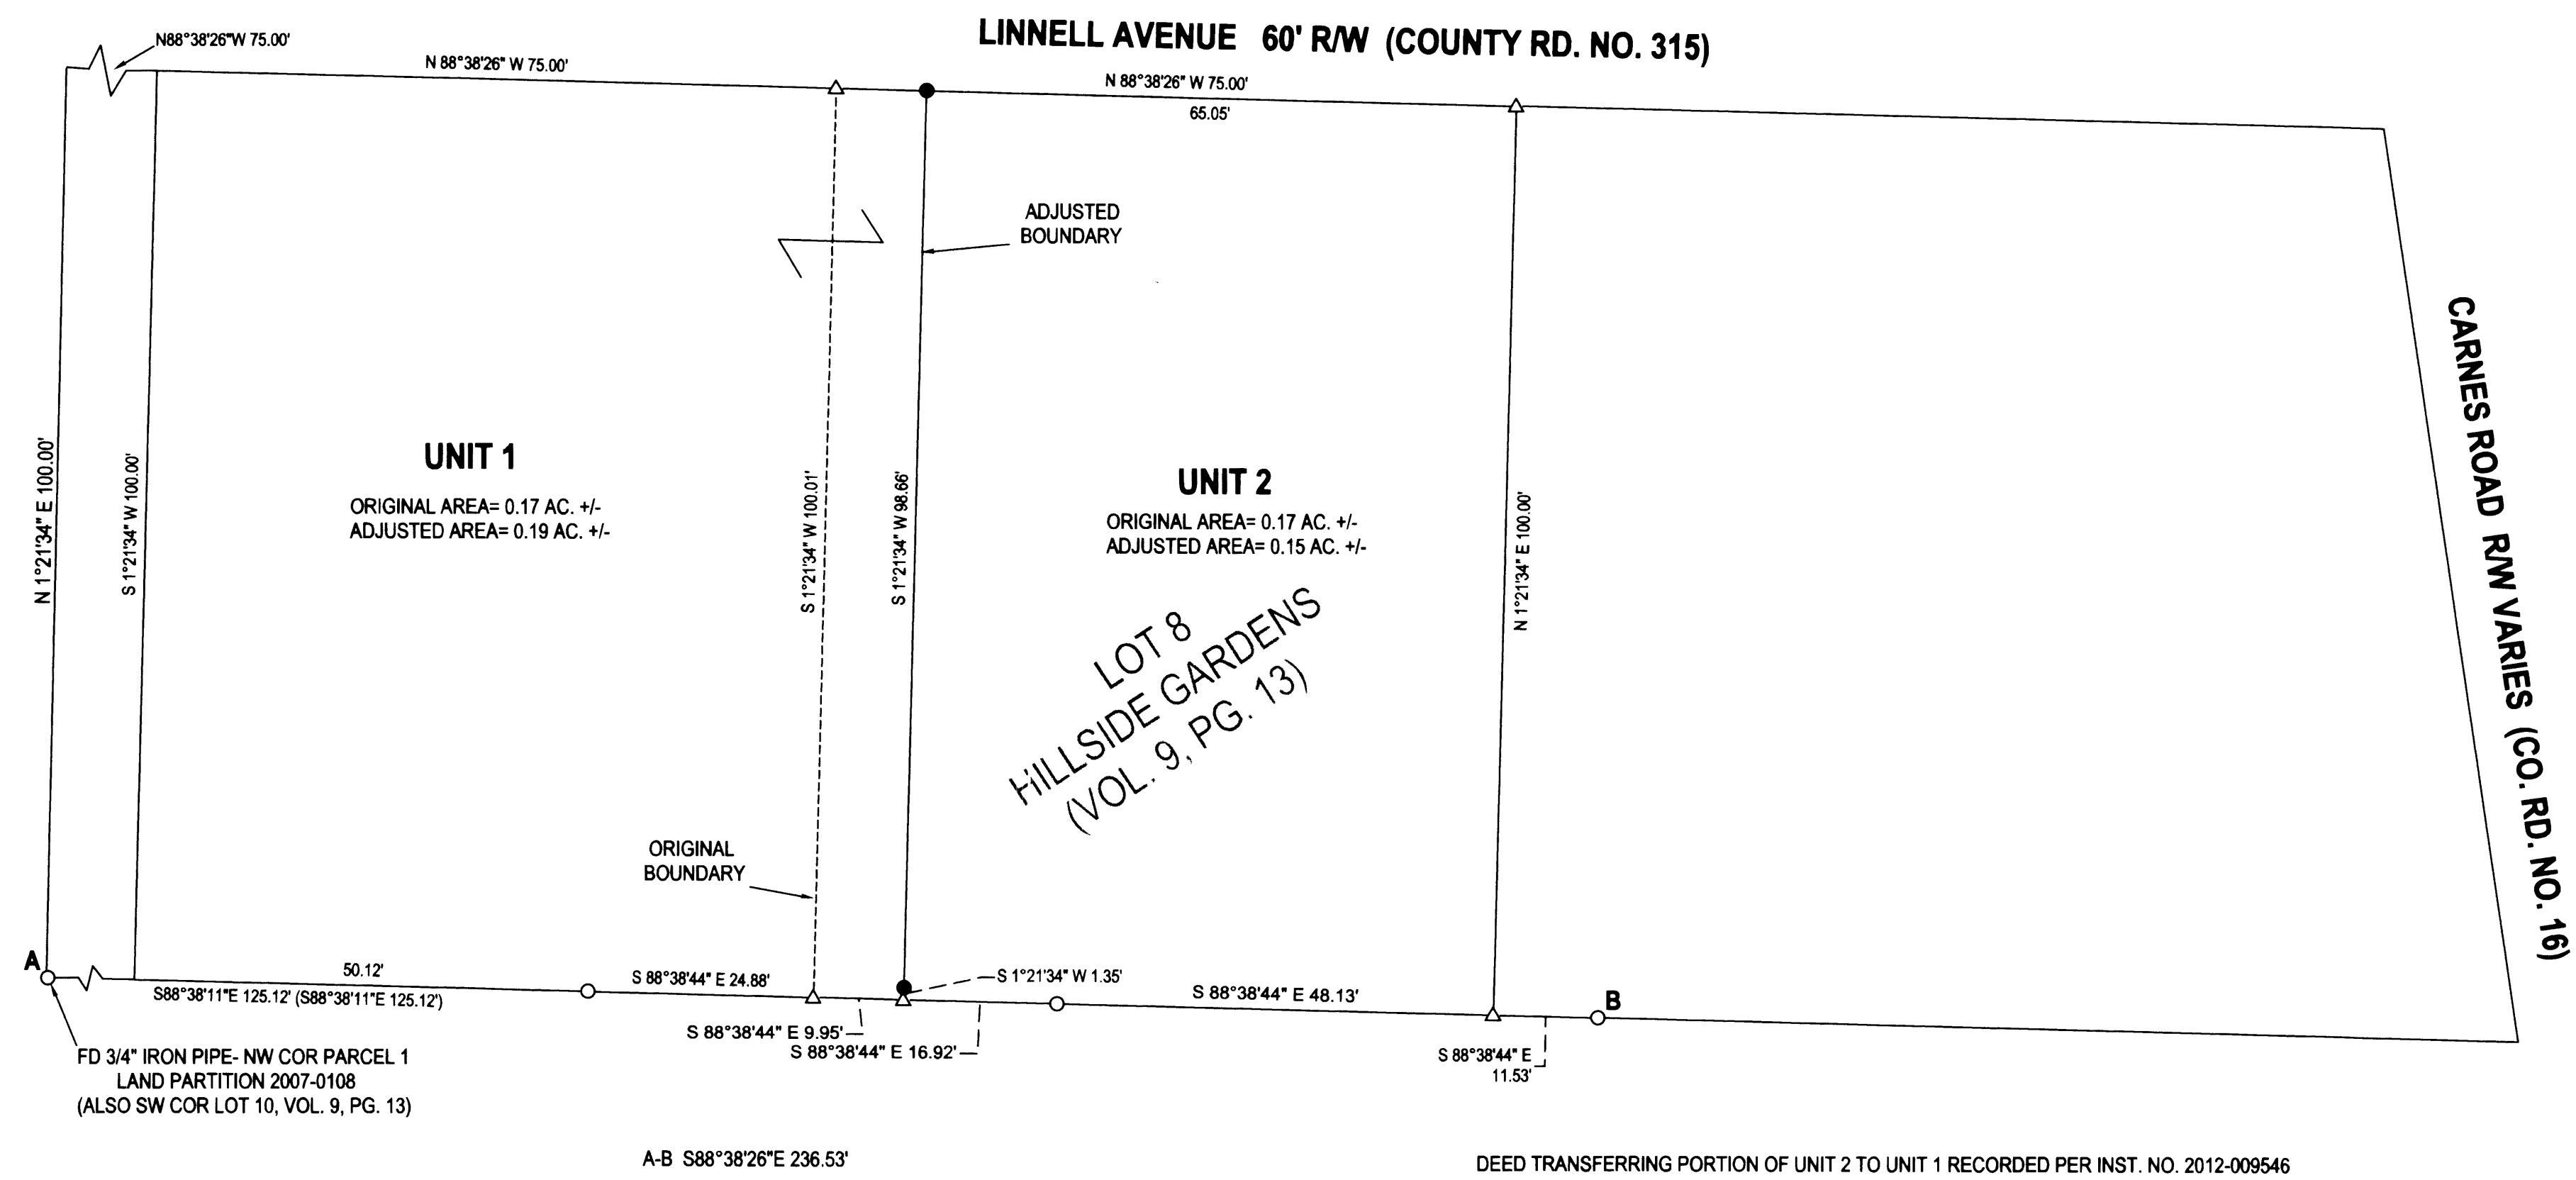 LINNELL AVENUE 60' R/W (COUNTY RD. NO. 315)
N88°38'26"W 75.00'
N 88°38'26" W 75.00'
N 88°38'26" W 75.00'
65.05'
ADJUSTED
BOUNDARY
CARNES ROAD R/W VARIES (CO. RD. NO. 16)
N 1°21'34" E 100.00'
S 1°21'34" W 100.00'
UNIT 1
ORIGINAL AREA= 0.17 AC. +/-
ADJUSTED AREA= 0.19 AC. +/-
S 1°21'34" W 100.01'
S 1°21'34" W 98.66'
UNIT 2
ORIGINAL AREA= 0.17 AC. +/-
ADJUSTED AREA= 0.15 AC. +/-
N 1°21'34" E 100.00'
LOT 8
HILLSIDE GARDENS
(VOL. 9, PG. 13)
ORIGINAL
BOUNDARY
A
50.12'
S88°38'11"E 125.12' (S88°38'11"E 125.12')
S 88°38'44" E 24.88'
S 1°21'34" W 1.35'
S 88°38'44" E 48.13'
B
S 88°38'44" E 9.95'
S 88°38'44" E 16.92'
S 88°38'44" E
11.53'
FD 3/4" IRON PIPE- NW COR PARCEL 1
LAND PARTITION 2007-0108
(ALSO SW COR LOT 10, VOL. 9, PG. 13)
A-B S88°38'26"E 236.53'
DEED TRANSFERRING PORTION OF UNIT 2 TO UNIT 1 RECORDED PER INST. NO. 2012-009546